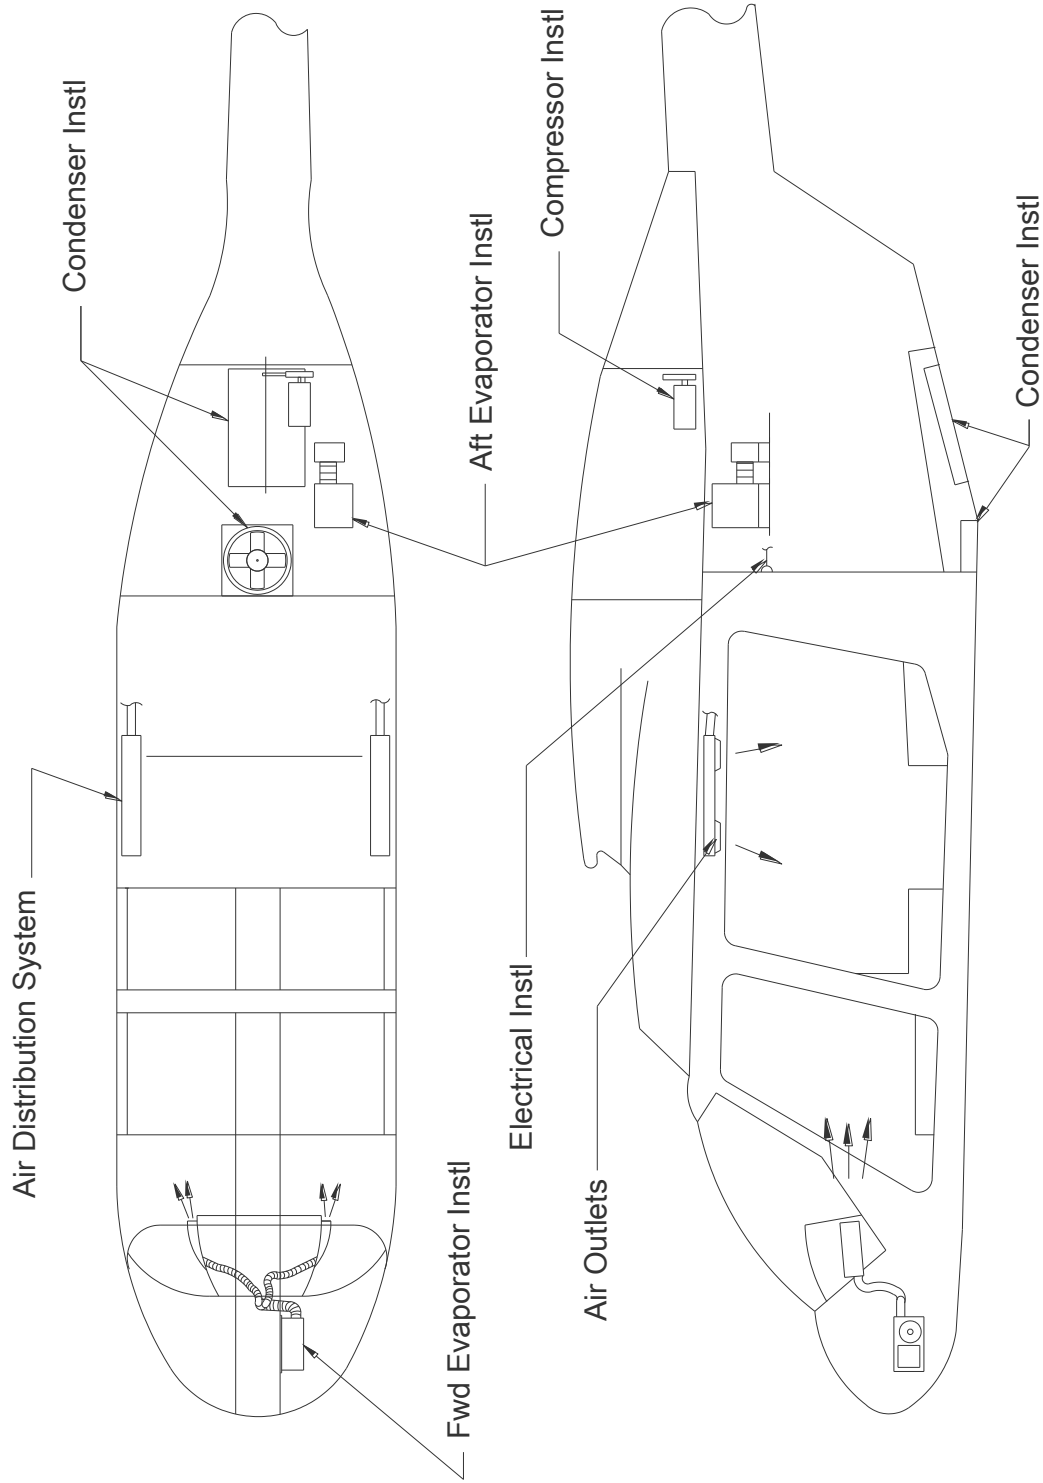 Air Distribution System
Condenser Instl
Fwd Evaporator Instl
Aft Evaporator Instl
Electrical Instl
Compressor Instl
Air Outlets
Condenser Instl